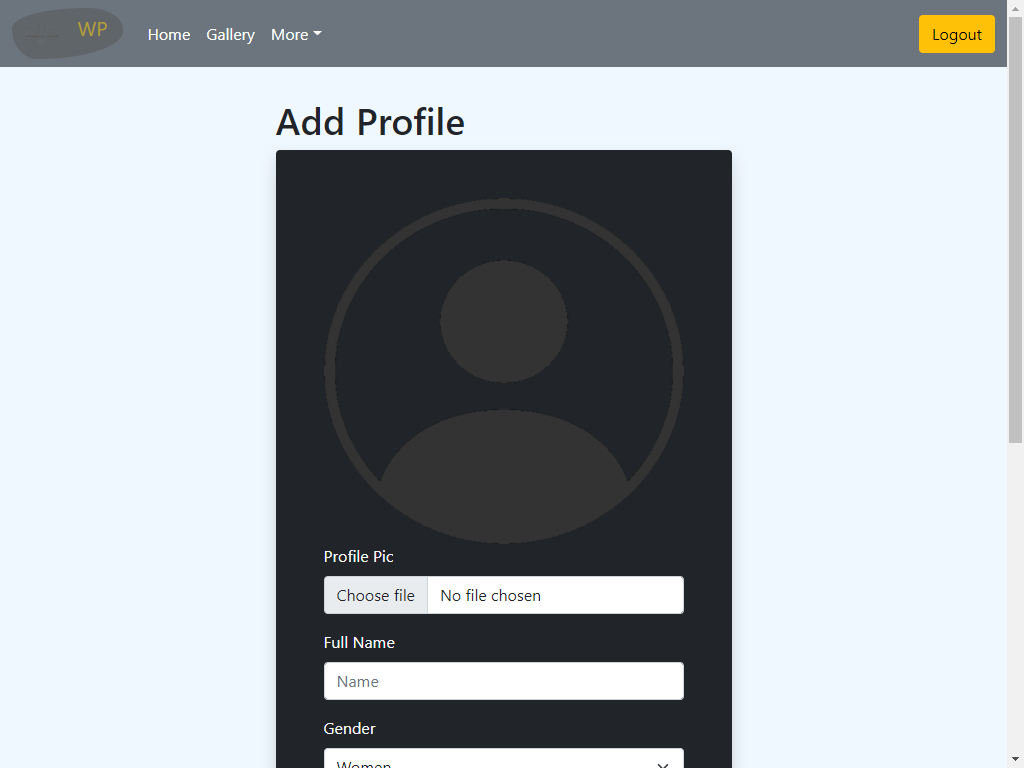 WP
Home Gallery More Logout
Add Profile
Profile Pic
Choose file No file chosen
Full Name
Name
Gender
Women